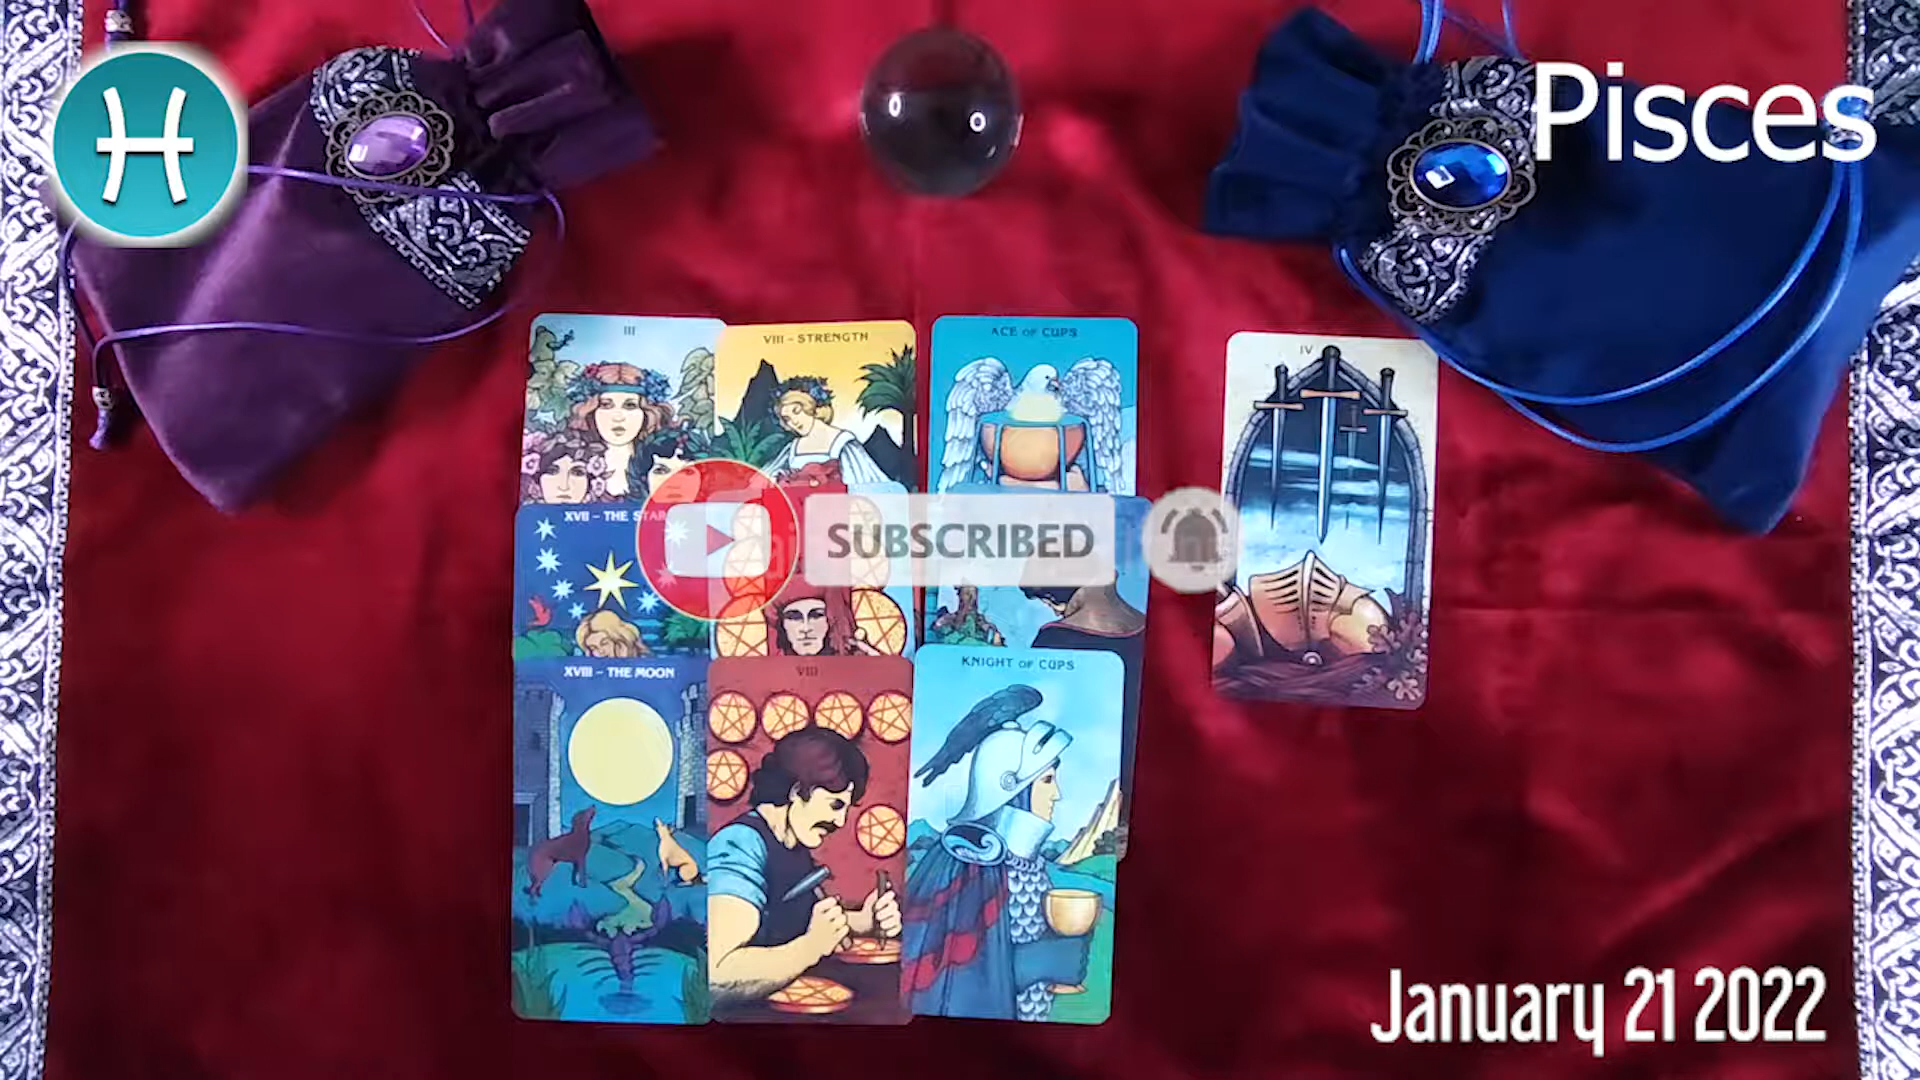 Pisces
III
VIII - STRENGTH
ACE OF CUPS
IV
XVII - THE STAR
SUBSCRIBED
XVIII - THE MOON
VIII
KNIGHT OF CUPS
January 21 2022